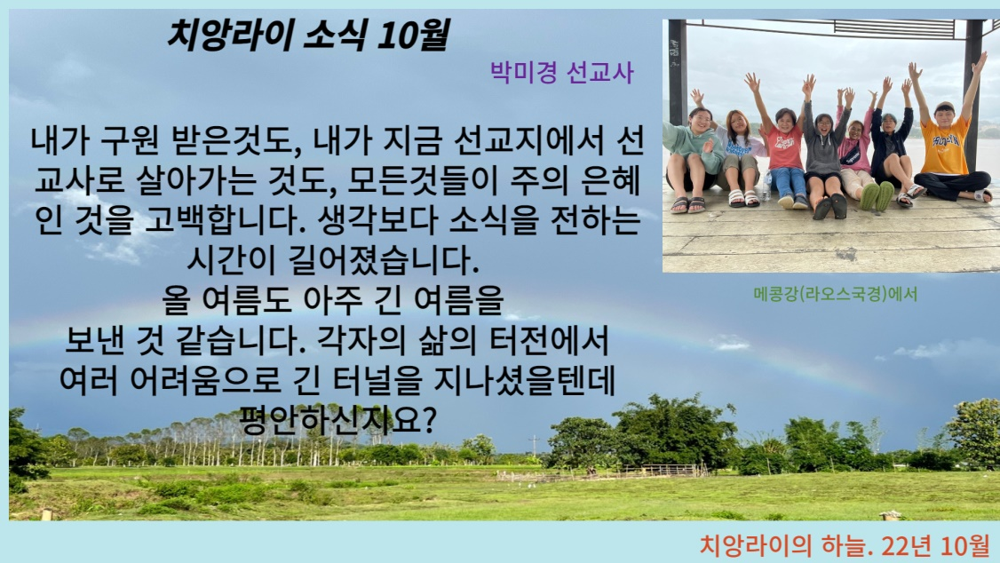 치앙라이 소식 10월
박미경 선교사
내가 구원 받은것도, 내가 지금 선교지에서 선
교사로 살아가는 것도, 모든것들이 주의 은혜
인 것을 고백합니다. 생각보다 소식을 전하는
시간이 길어졌습니다.
올 여름도 아주 긴 여름을
보낸 것 같습니다. 각자의 삶의 터전에서
여러 어려움으로 긴 터널을 지나셨을텐데
평안하신지요?
메콩강(라오스국경)에서
치앙라이의 하늘. 22년 10월